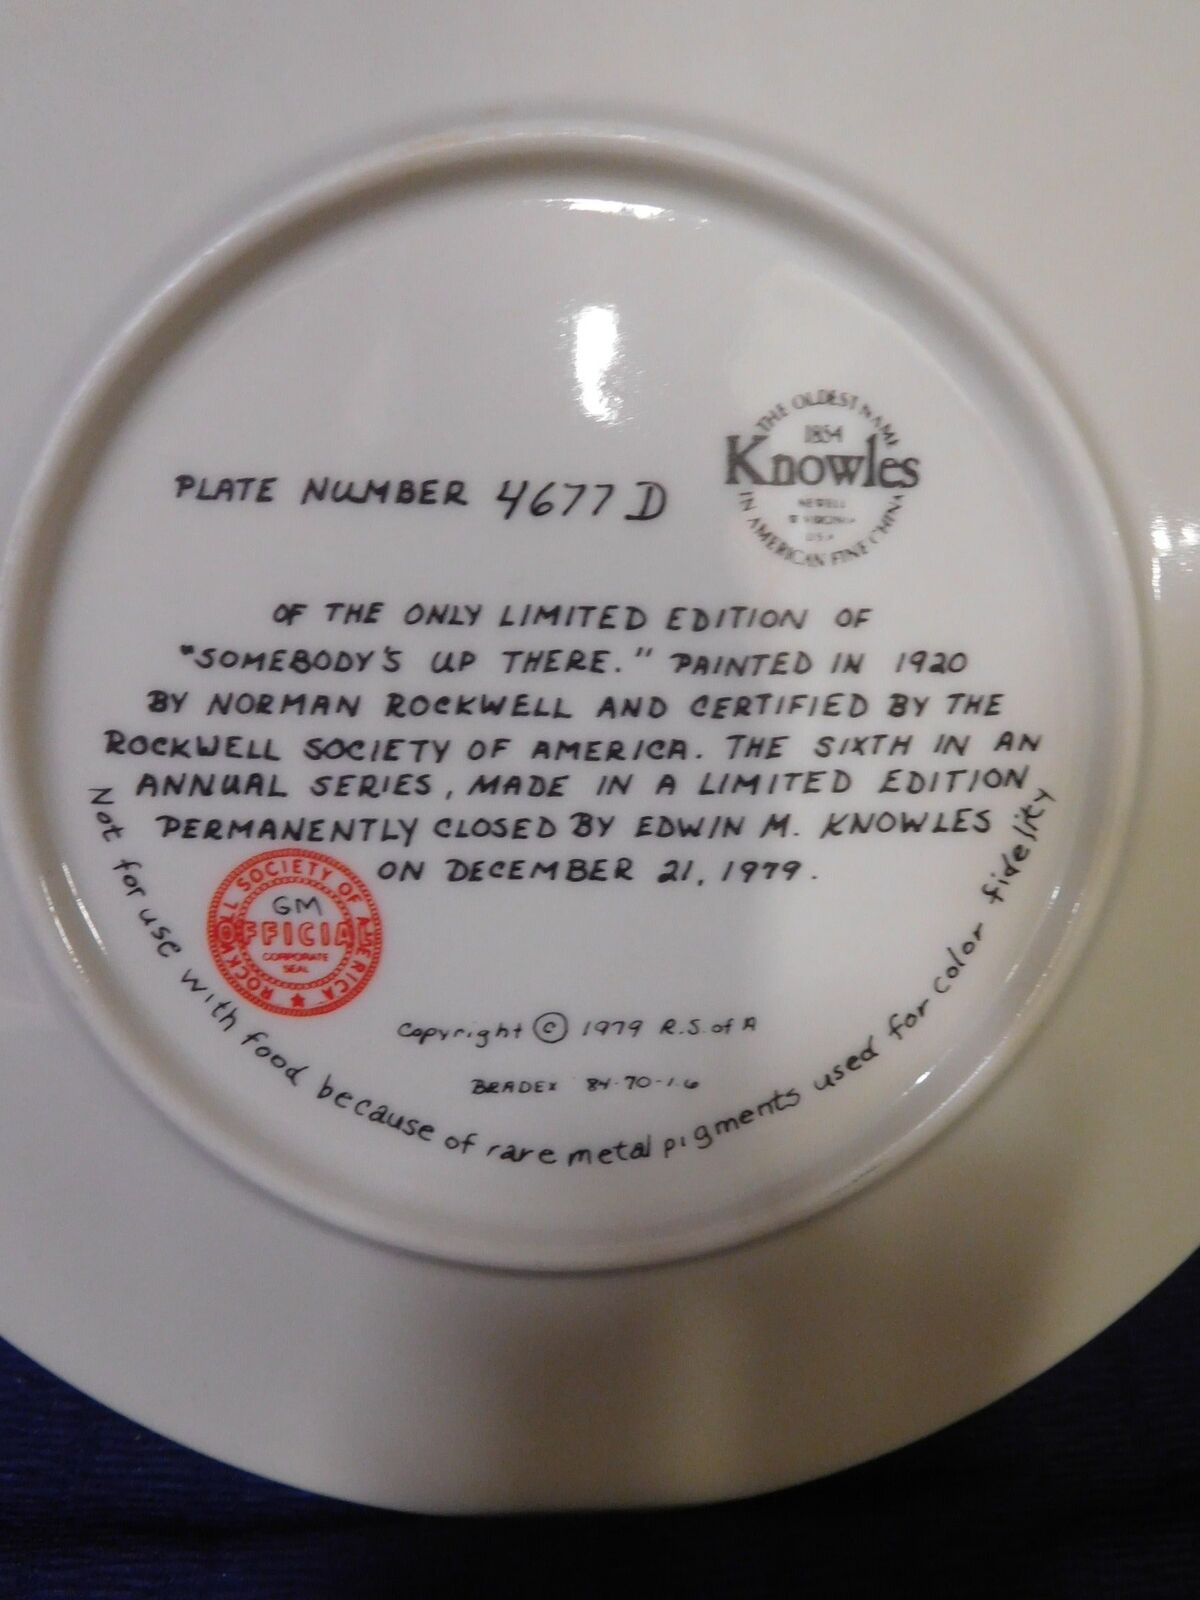 THE OLDEST NAME
1854
Knowles
NEWELL
W VIRGINIA
USA
IN AMERICAN FINE CHINA
PLATE NUMBER 4677 D
OF THE ONLY LIMITED EDITION OF
"SOMEBODY'S UP THERE." PAINTED IN 1920
BY NORMAN ROCKWELL AND CERTIFIED BY THE
ROCKWELL SOCIETY OF AMERICA. THE SIXTH IN AN
ANNUAL SERIES, MADE IN A LIMITED EDITION
PERMANENTLY CLOSED BY EDWIN M. KNOWLES
ON DECEMBER 21, 1979.
ROCKWELL SOCIETY OF AMERICA
GM
OFFICIAL
CORPORATE
SEAL
Copyright © 1979 R.S. of A
BRADEX 84-70-1.6
Not for use with food because of rare metal pigments used for color fidelity